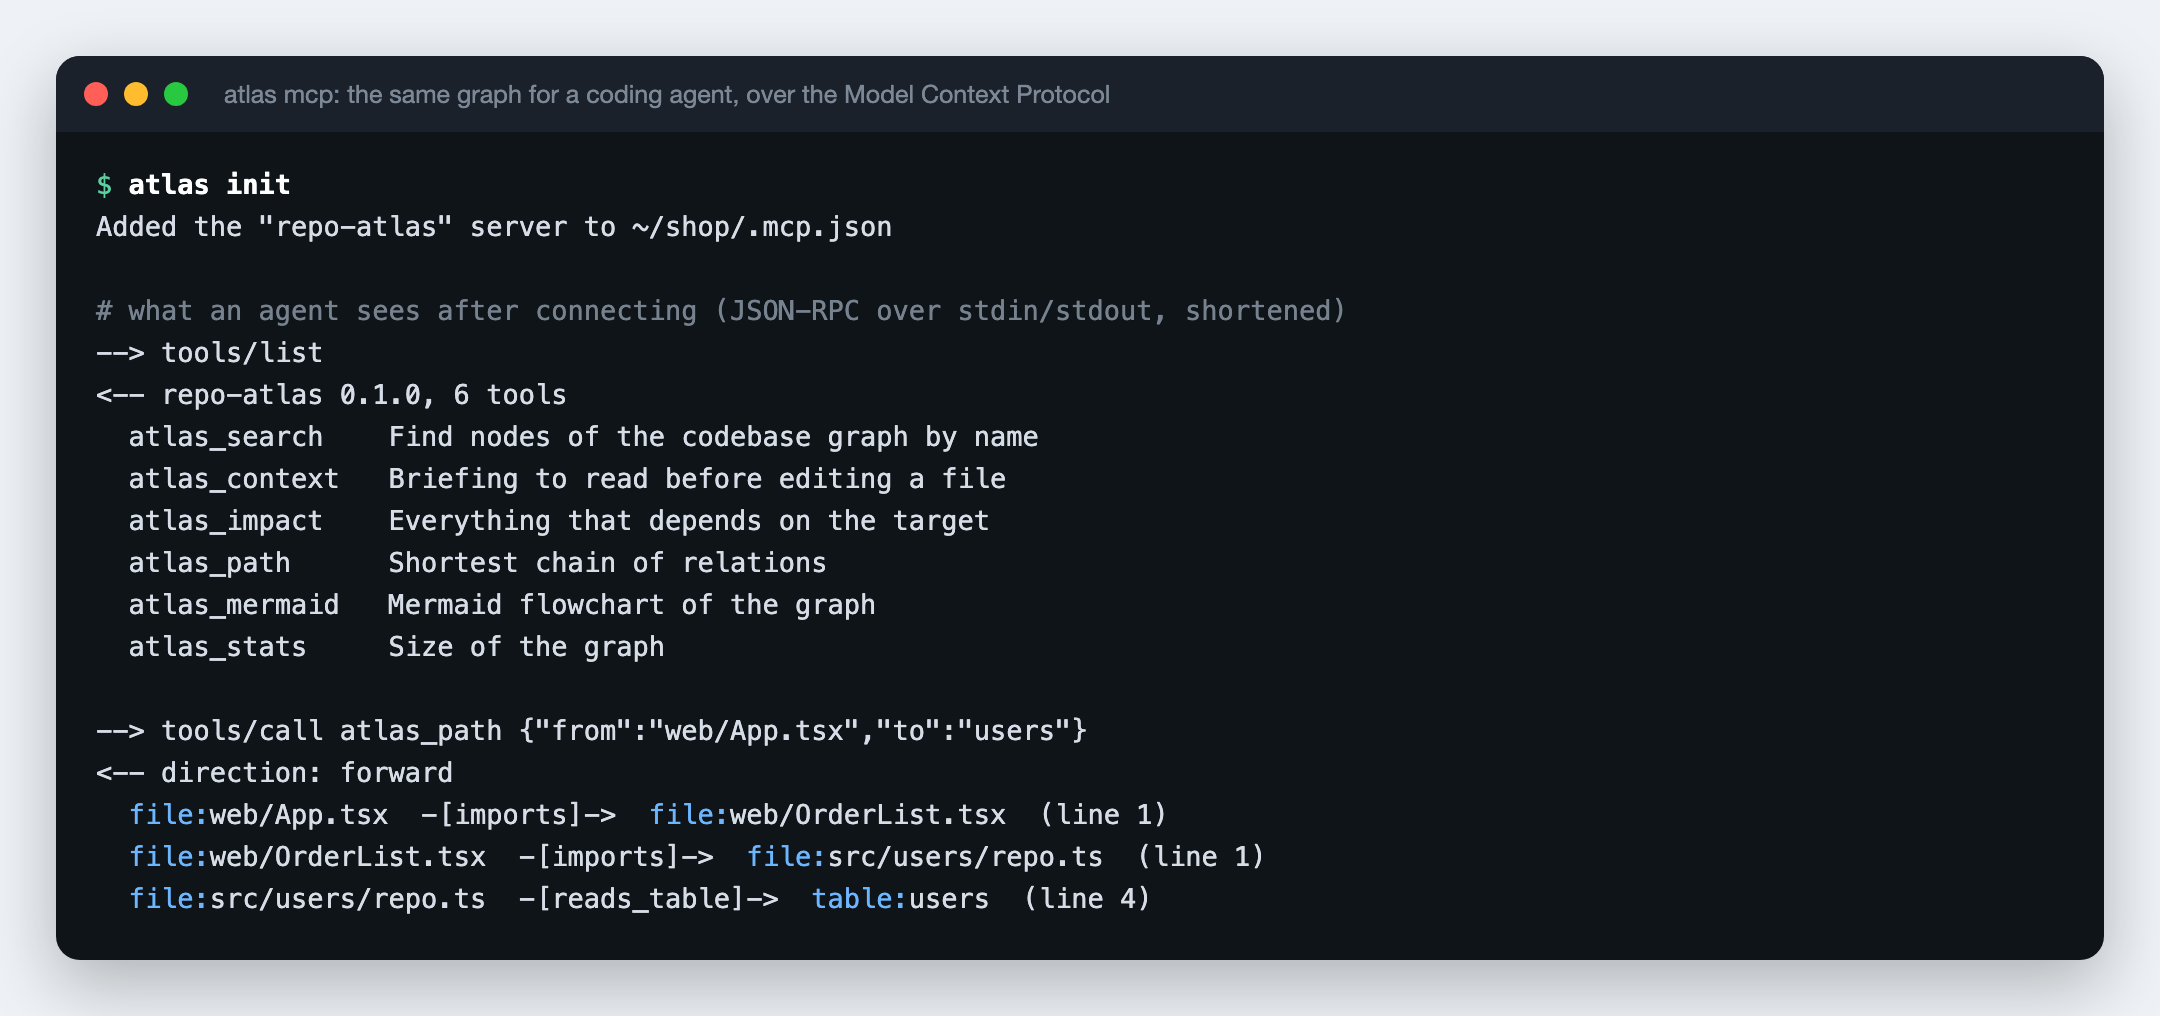 atlas mcp: the same graph for a coding agent, over the Model Context Protocol
$ atlas init
Added the "repo-atlas" server to ~/shop/.mcp.json
# what an agent sees after connecting (JSON-RPC over stdin/stdout, shortened)
--> tools/list
<-- repo-atlas 0.1.0, 6 tools
  atlas_search    Find nodes of the codebase graph by name
  atlas_context   Briefing to read before editing a file
  atlas_impact    Everything that depends on the target
  atlas_path      Shortest chain of relations
  atlas_mermaid   Mermaid flowchart of the graph
  atlas_stats     Size of the graph
--> tools/call atlas_path {"from":"web/App.tsx","to":"users"}
<-- direction: forward
  file:web/App.tsx  -[imports]->  file:web/OrderList.tsx  (line 1)
  file:web/OrderList.tsx  -[imports]->  file:src/users/repo.ts  (line 1)
  file:src/users/repo.ts  -[reads_table]->  table:users  (line 4)